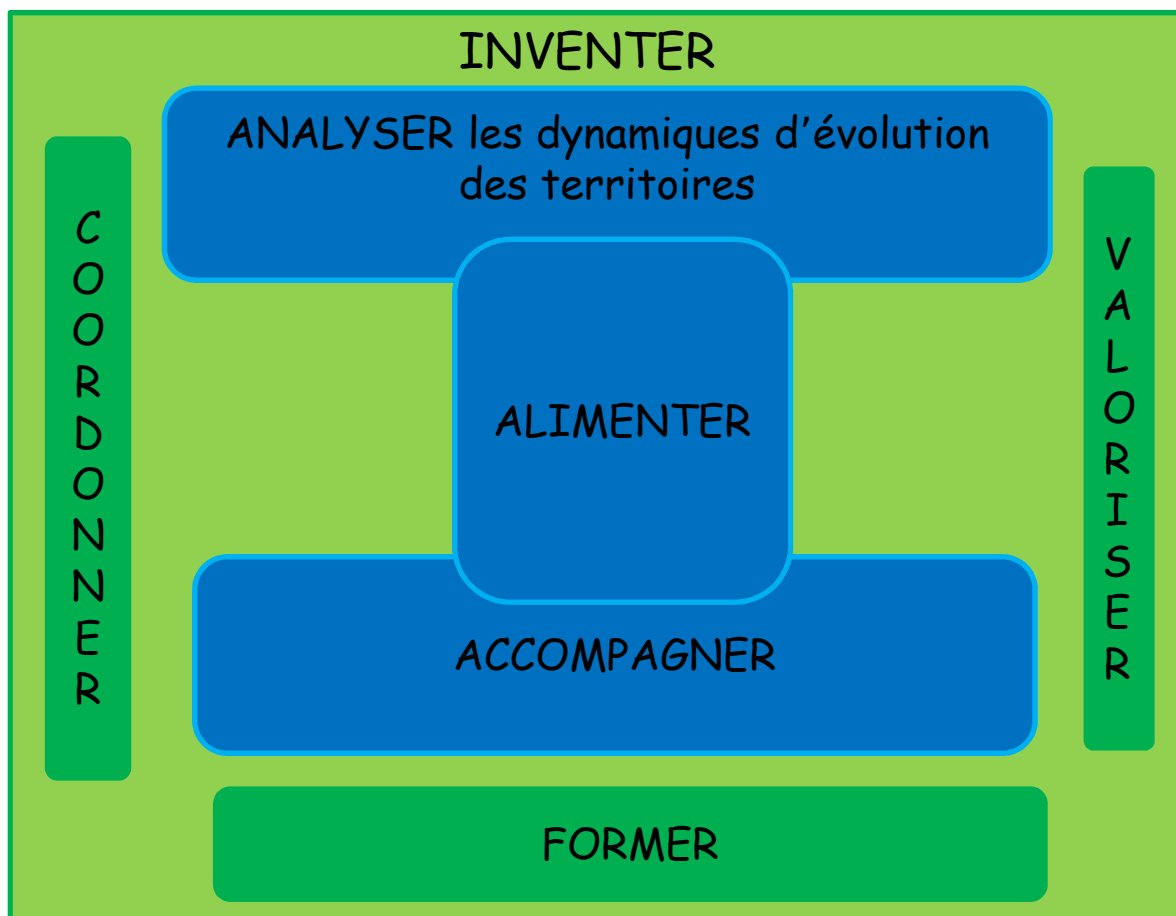 INVENTER
ANALYSER les dynamiques d’évolution
des territoires
COORDONNER
ALIMENTER
VALORISER
ACCOMPAGNER
FORMER